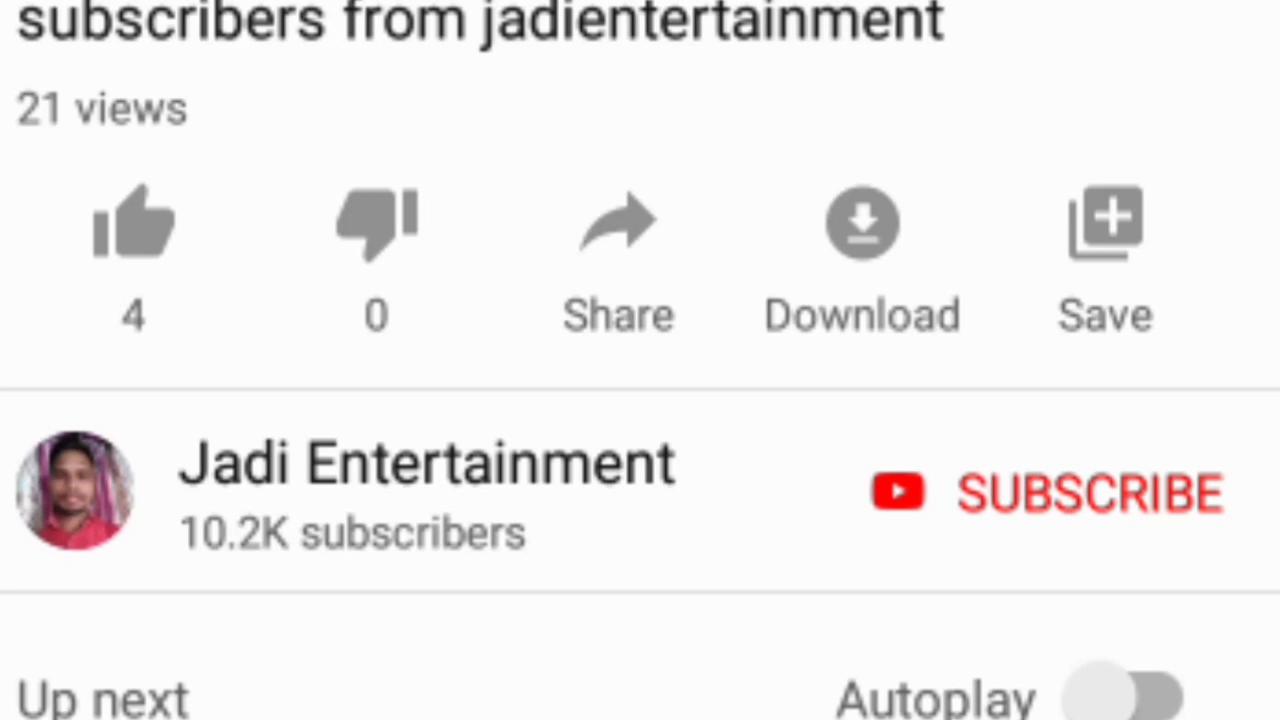 subscribers from jadientertainment
21 views
4 0 Share Download Save
Jadi Entertainment
10.2K subscribers
SUBSCRIBE
Up next Autoplay